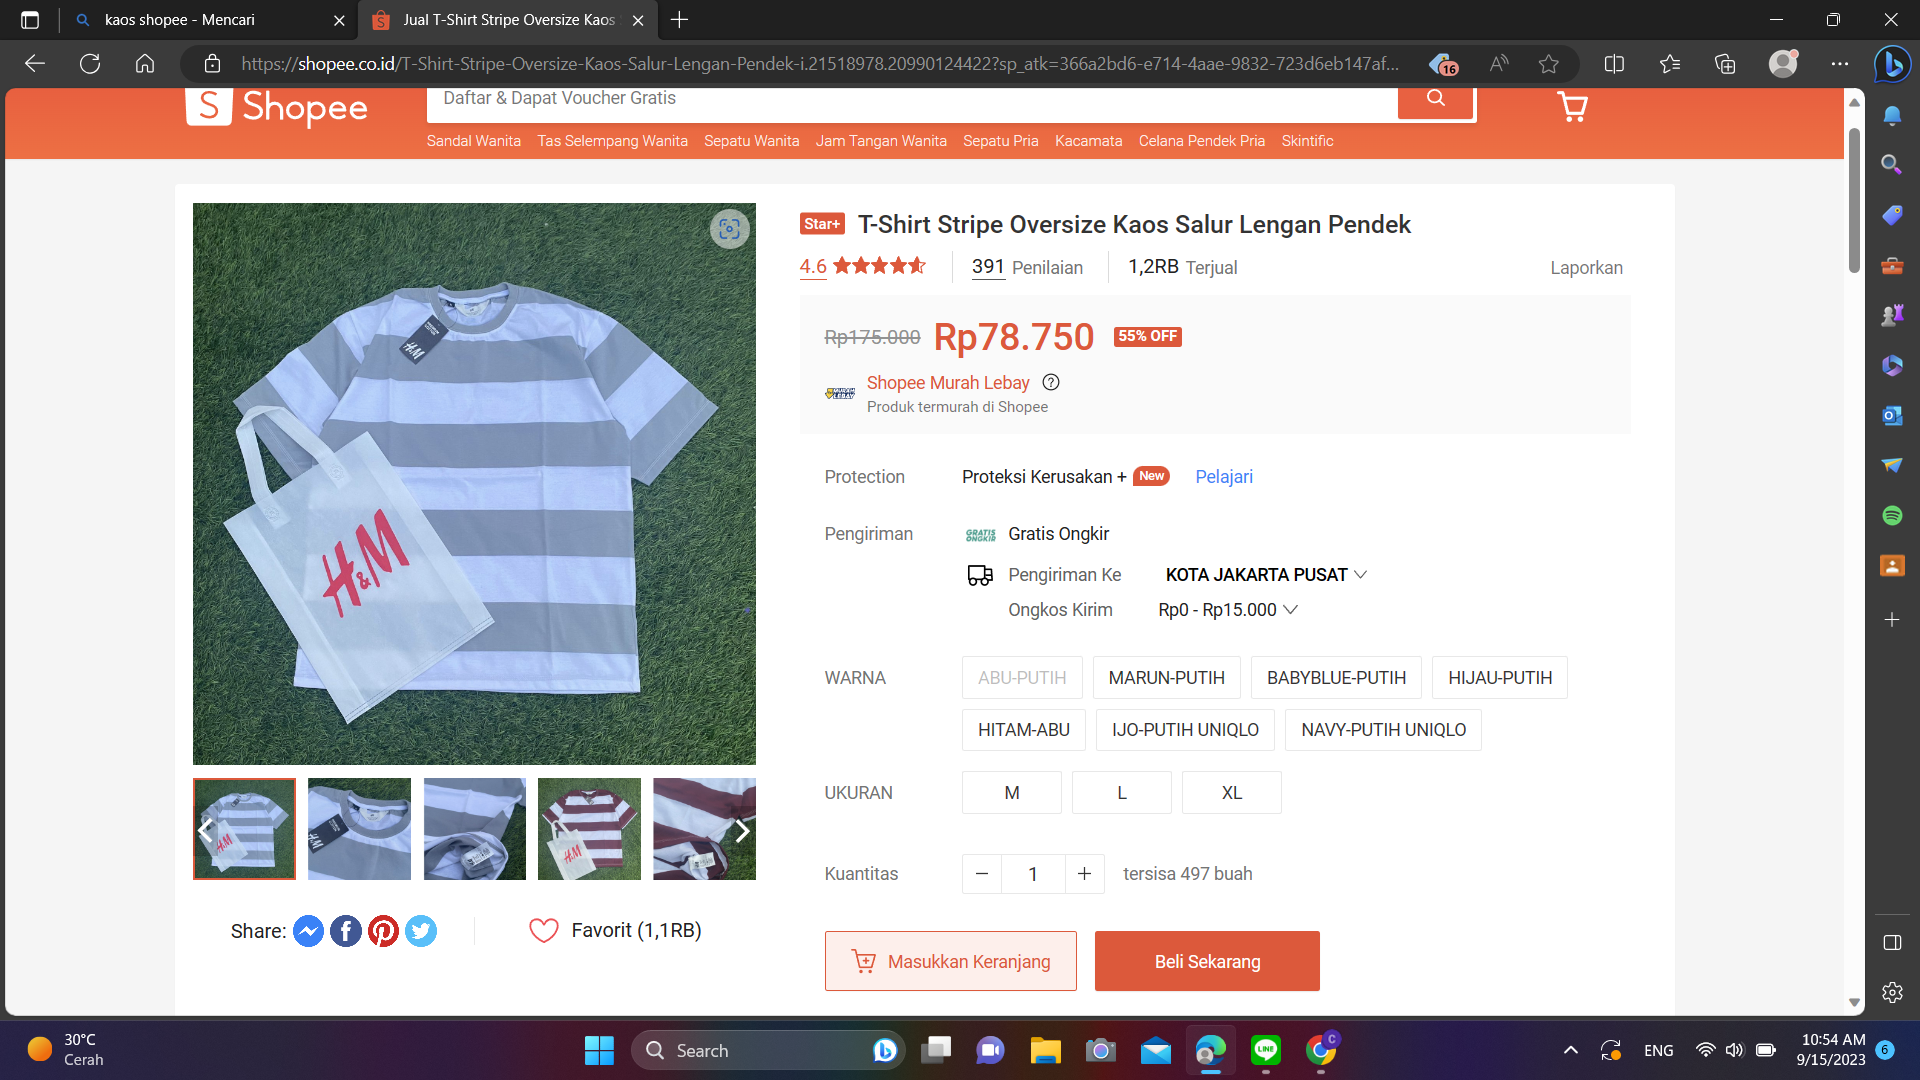 kaos shopee - Mencari
Jual T-Shirt Stripe Oversize Kaos
https://shopee.co.id/T-Shirt-Stripe-Oversize-Kaos-Salur-Lengan-Pendek-i.21518978.20990124422?sp_atk=366a2bd6-e714-4aae-9832-723d6eb147af...
16
Shopee
Daftar & Dapat Voucher Gratis
Sandal Wanita Tas Selempang Wanita Sepatu Wanita Jam Tangan Wanita Sepatu Pria Kacamata Celana Pendek Pria Skintific
Star+ T-Shirt Stripe Oversize Kaos Salur Lengan Pendek
4.6 391 Penilaian 1,2RB Terjual Laporkan
Rp175.000 Rp78.750 55% OFF
MURAH LEBAY
Shopee Murah Lebay ?
Produk termurah di Shopee
Protection Proteksi Kerusakan + New Pelajari
Pengiriman GRATIS ONGKIR Gratis Ongkir
Pengiriman Ke KOTA JAKARTA PUSAT
Ongkos Kirim Rp0 - Rp15.000
WARNA ABU-PUTIH MARUN-PUTIH BABYBLUE-PUTIH HIJAU-PUTIH
HITAM-ABU IJO-PUTIH UNIQLO NAVY-PUTIH UNIQLO
UKURAN M L XL
Kuantitas − 1 + tersisa 497 buah
Masukkan Keranjang Beli Sekarang
H&M
H&M
H&M
H&M
H&M
Share: Favorit (1,1RB)
30°C
Cerah
Search
LINE
C
ENG
10:54 AM
9/15/2023
6